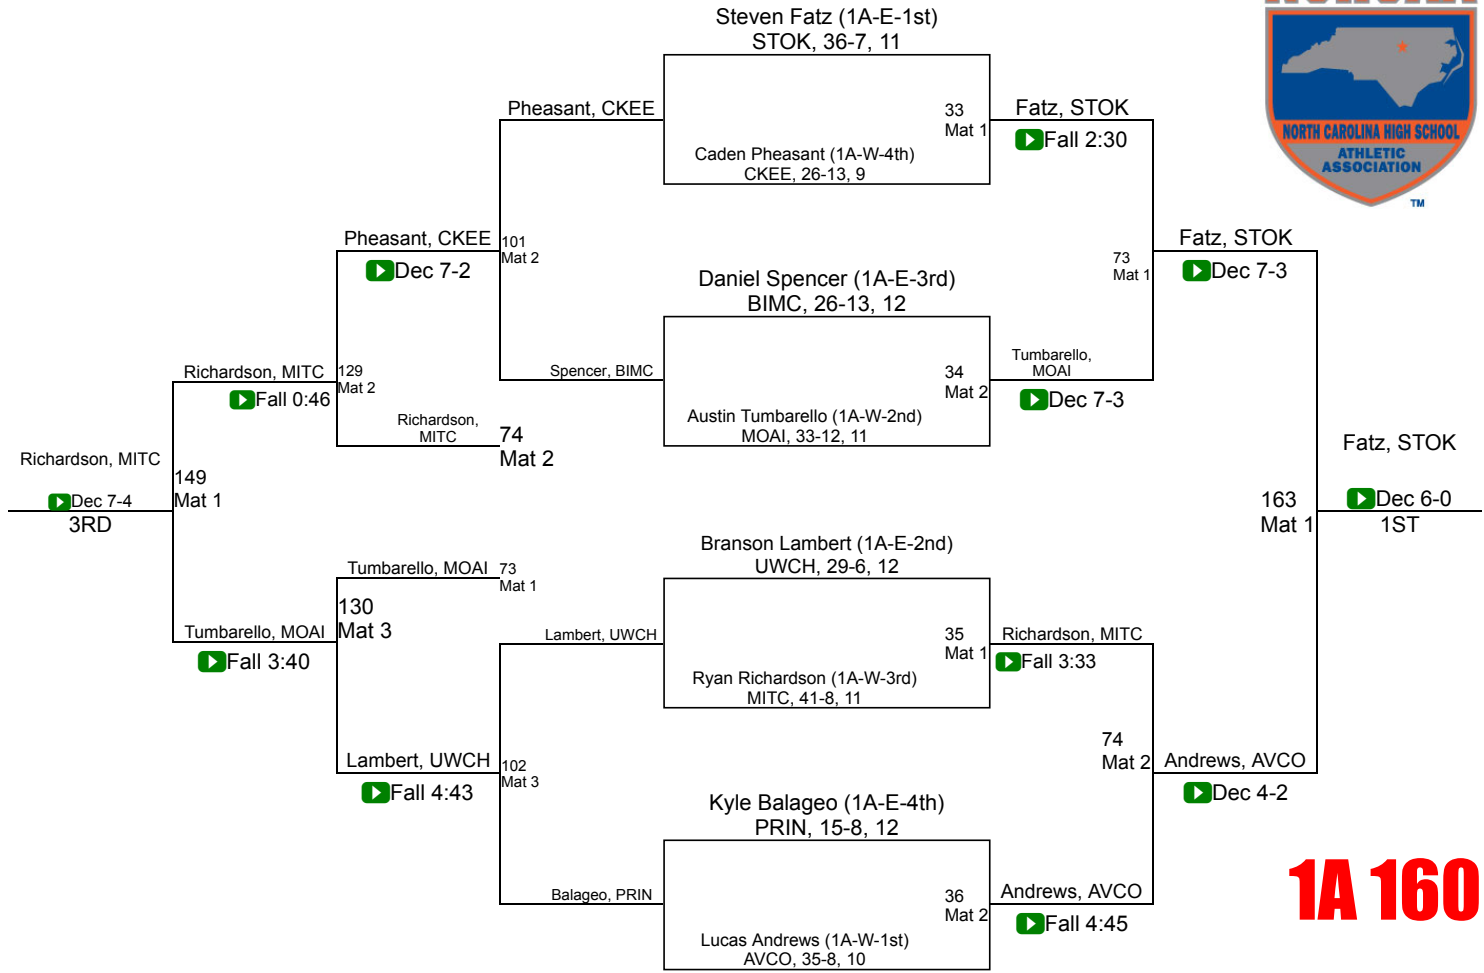 Steven Fatz (1A-E-1st)
STOK, 36-7, 11
Pheasant, CKEE
33
Mat 1
Fatz, STOK
Fall 2:30
Caden Pheasant (1A-W-4th)
CKEE, 26-13, 9
NORTH CAROLINA HIGH SCHOOL
ATHLETIC
ASSOCIATION
TM
Pheasant, CKEE
Dec 7-2
101
Mat 2
Daniel Spencer (1A-E-3rd)
BIMC, 26-13, 12
73
Mat 1
Fatz, STOK
Dec 7-3
Richardson, MITC
Fall 0:46
129
Mat 2
Spencer, BIMC
34
Mat 2
Tumbarello,
MOAI
Dec 7-3
Austin Tumbarello (1A-W-2nd)
MOAI, 33-12, 11
Richardson,
MITC
74
Mat 2
Richardson, MITC
Dec 7-4
3RD
149
Mat 1
Fatz, STOK
163
Mat 1
Dec 6-0
1ST
Branson Lambert (1A-E-2nd)
UWCH, 29-6, 12
Tumbarello, MOAI
73
Mat 1
130
Mat 3
Tumbarello, MOAI
Fall 3:40
Lambert, UWCH
35
Mat 1
Richardson, MITC
Fall 3:33
Ryan Richardson (1A-W-3rd)
MITC, 41-8, 11
Lambert, UWCH
Fall 4:43
102
Mat 3
74
Mat 2
Andrews, AVCO
Dec 4-2
Kyle Balageo (1A-E-4th)
PRIN, 15-8, 12
Balageo, PRIN
36
Mat 2
Andrews, AVCO
Fall 4:45
Lucas Andrews (1A-W-1st)
AVCO, 35-8, 10
1A 160